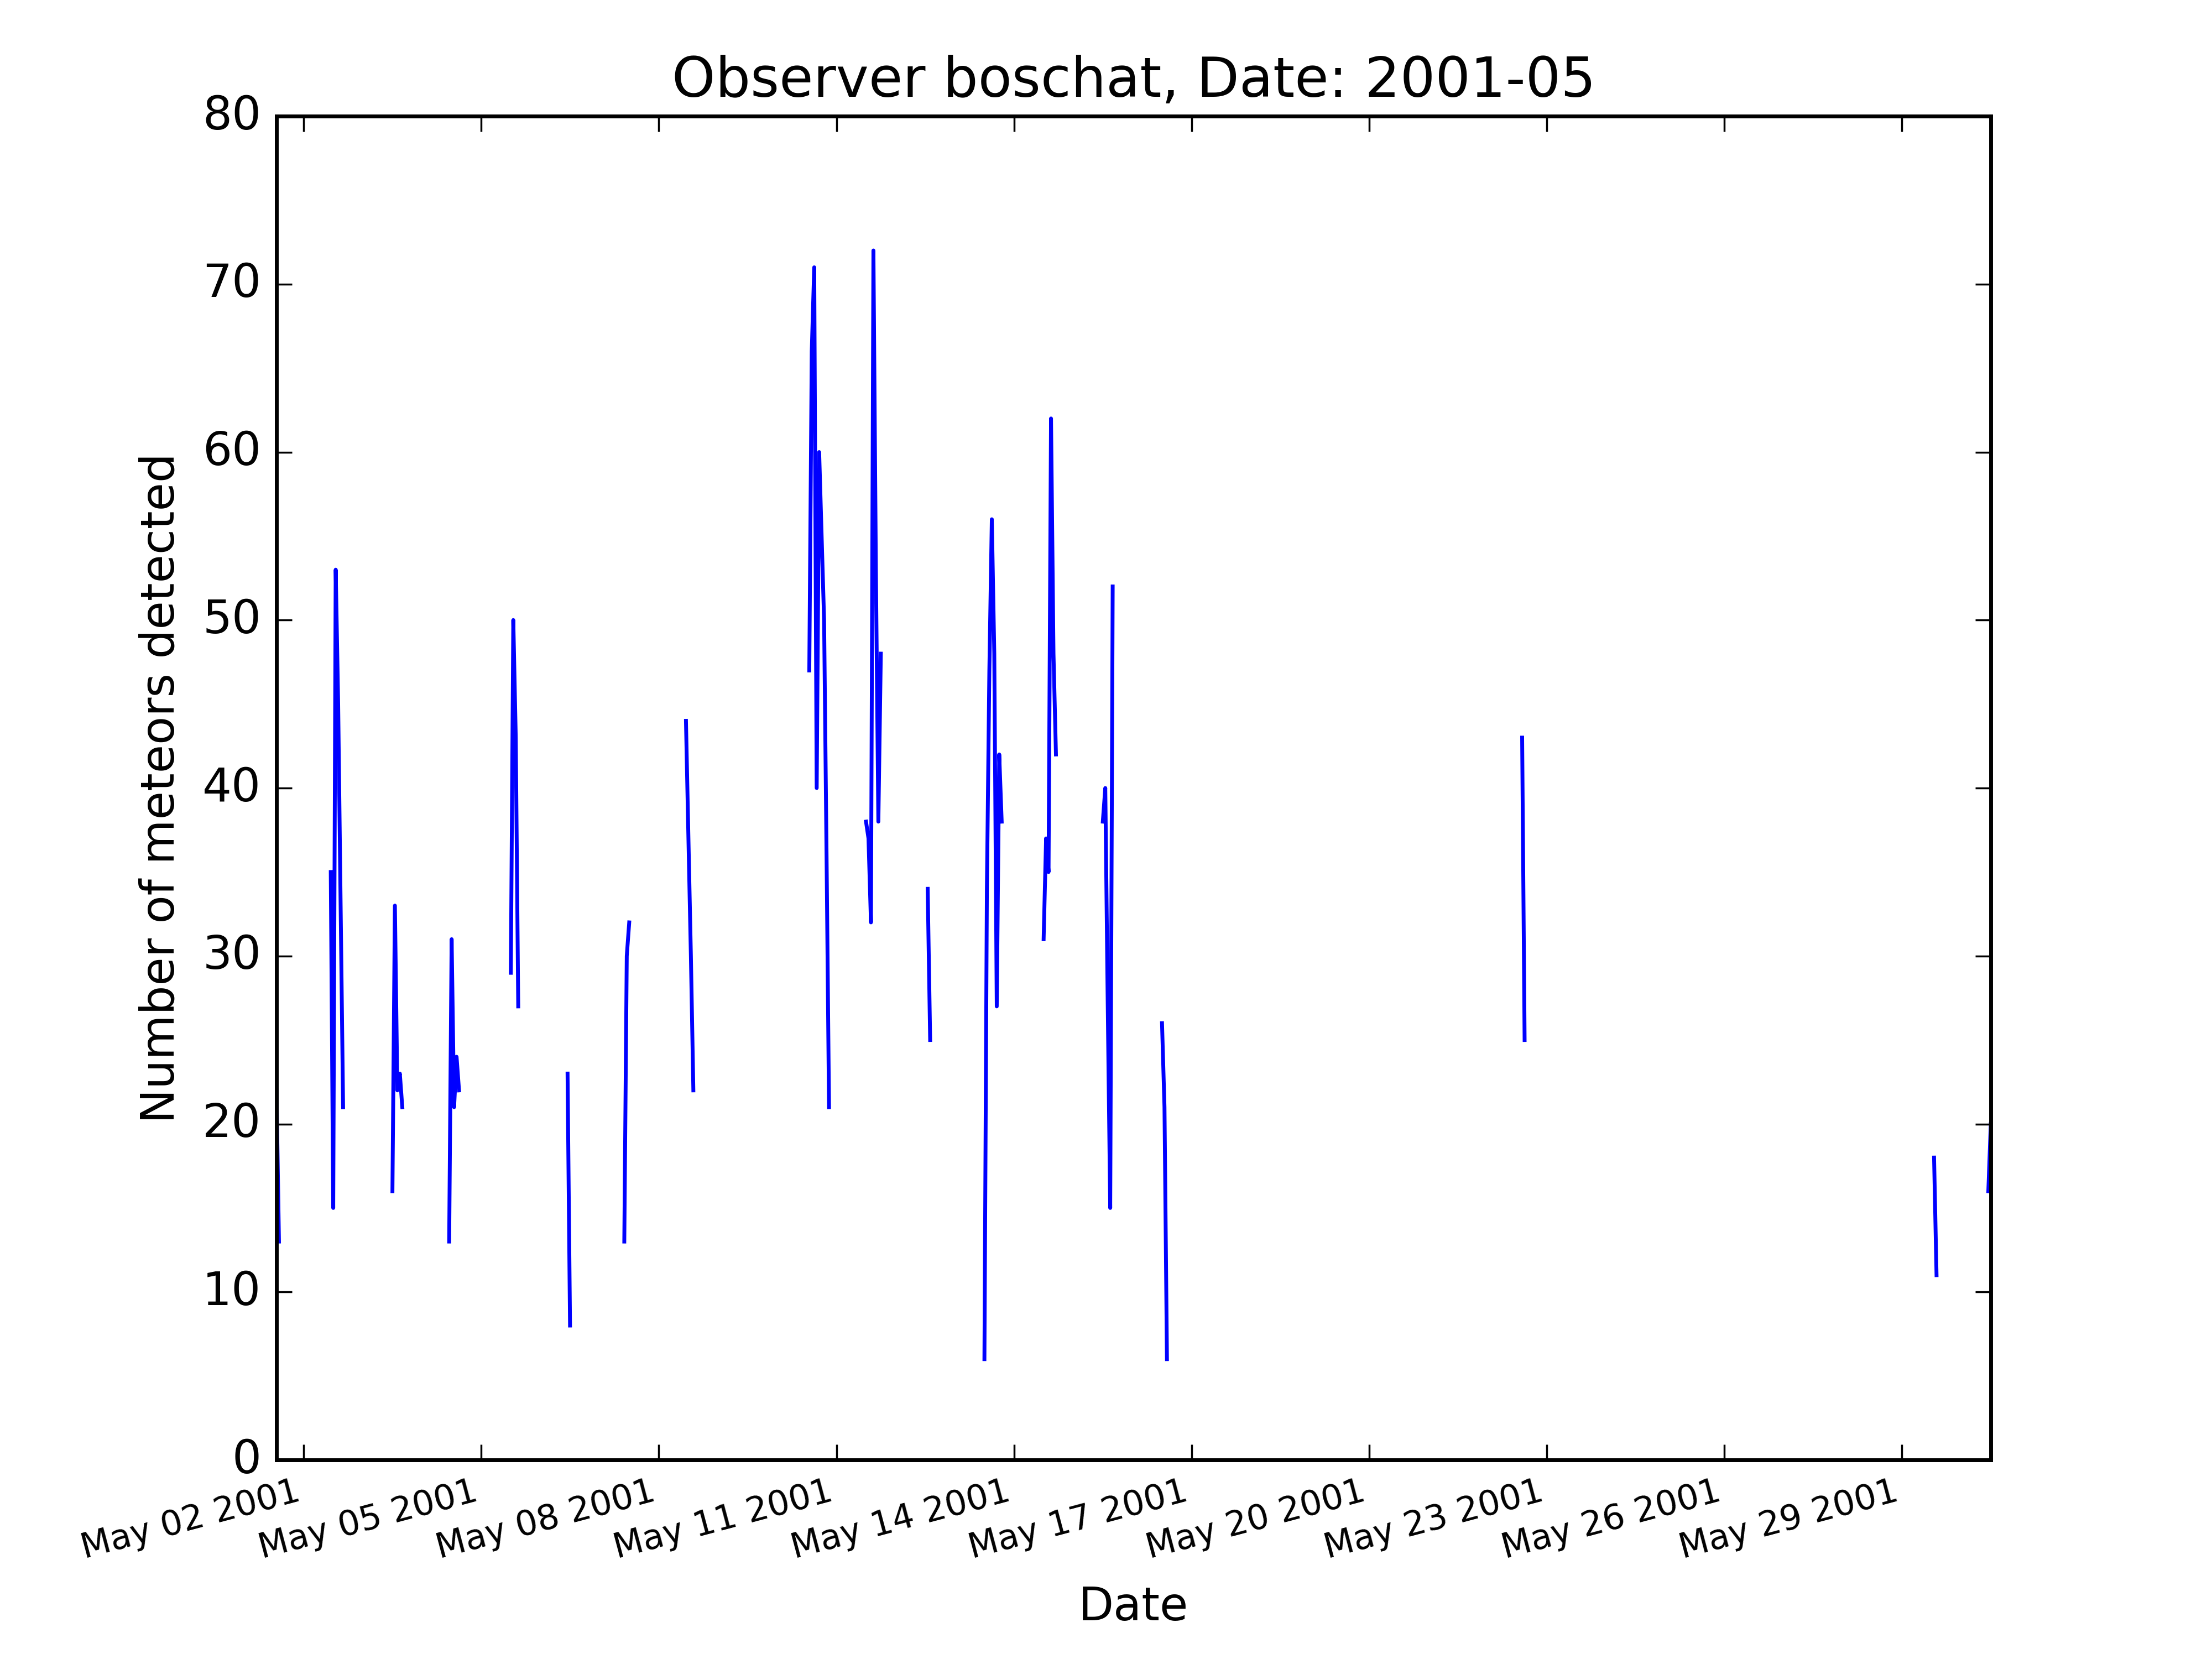 Observer boschat, Date: 2001-05
80
70
60
50
40
30
20
10
0
Number of meteors detected
May 02 2001
May 05 2001
May 08 2001
May 11 2001
May 14 2001
May 17 2001
May 20 2001
May 23 2001
May 26 2001
May 29 2001
Date